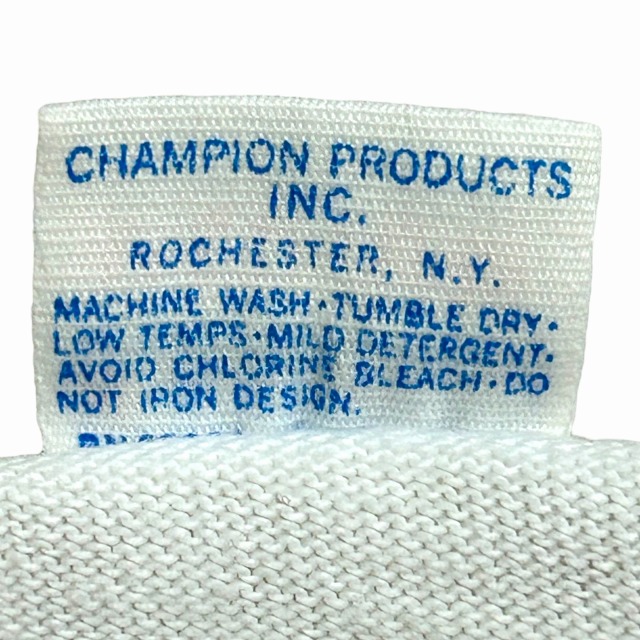 CHAMPION PRODUCTS
INC.
ROCHESTER, N.Y.
MACHINE WASH·TUMBLE DRY·
LOW TEMPS·MILD DETERGENT·
AVOID CHLORINE BLEACH·DO
NOT IRON DESIGN.